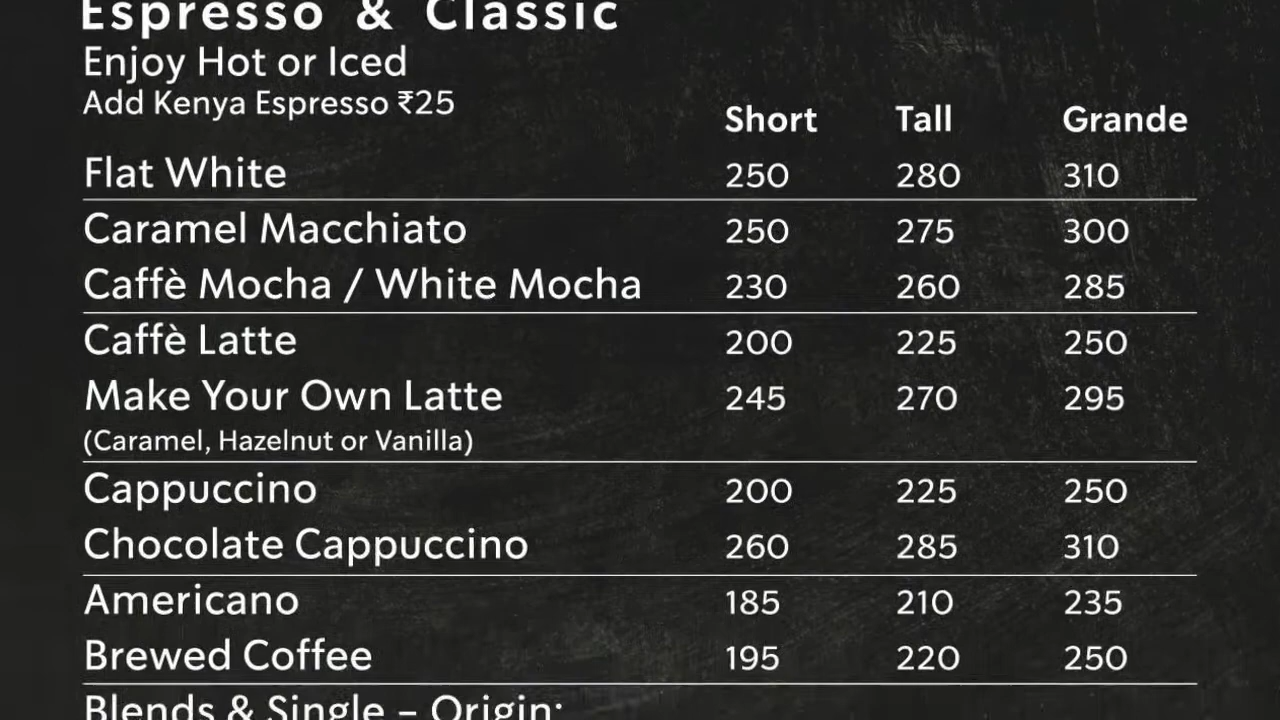 Espresso & Classic
Enjoy Hot or Iced
Add Kenya Espresso ₹25
Short Tall Grande
Flat White 250 280 310
Caramel Macchiato 250 275 300
Caffè Mocha / White Mocha 230 260 285
Caffè Latte 200 225 250
Make Your Own Latte 245 270 295
(Caramel, Hazelnut or Vanilla)
Cappuccino 200 225 250
Chocolate Cappuccino 260 285 310
Americano 185 210 235
Brewed Coffee 195 220 250
Blends & Single – Origin: